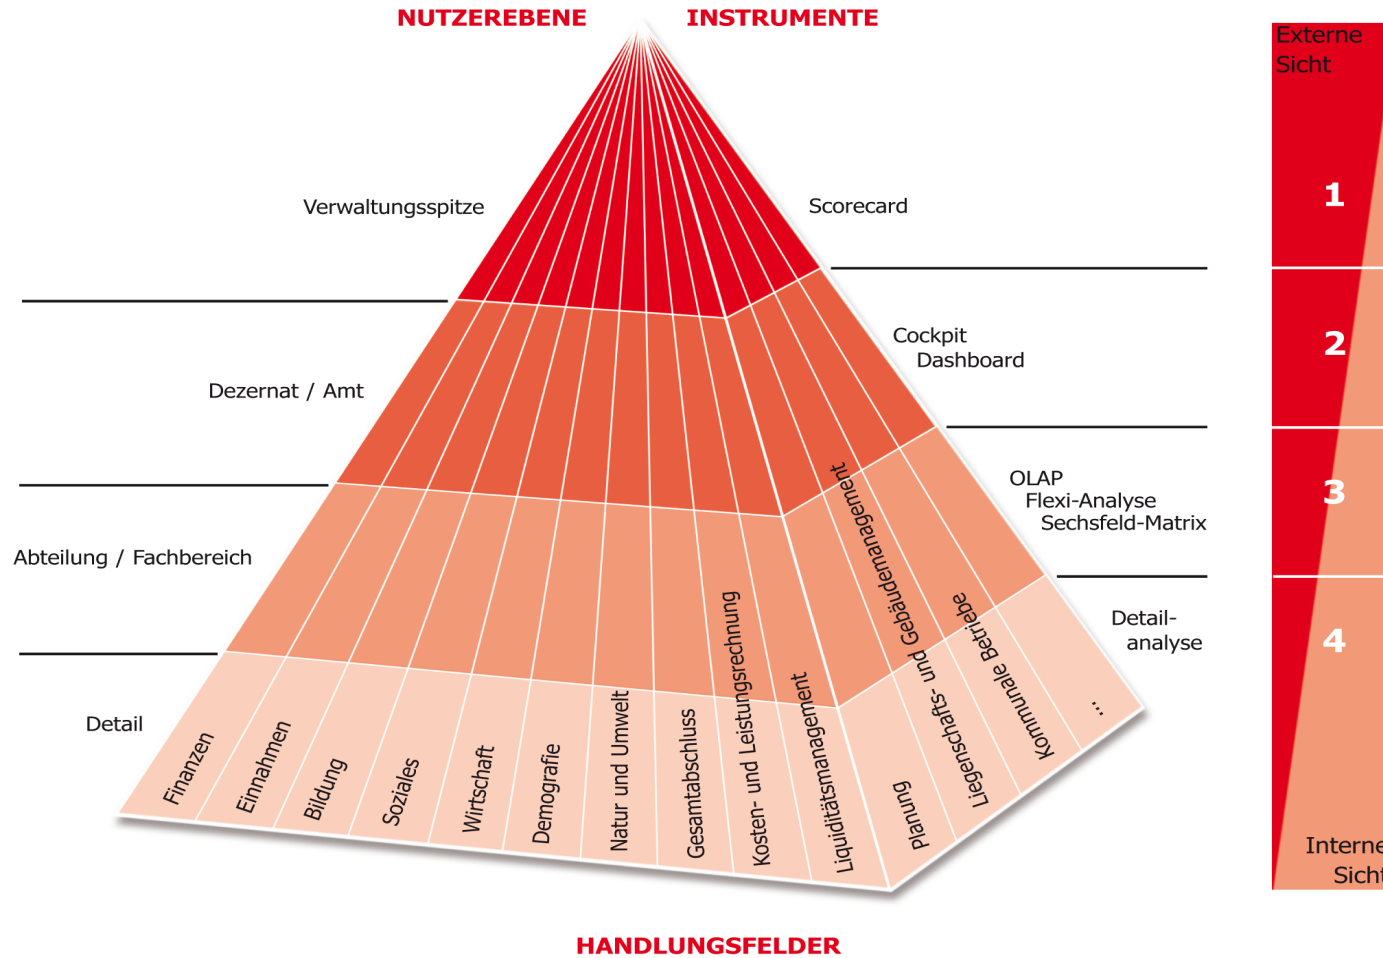 NUTZEREBENE
INSTRUMENTE
Externe
Sicht
Verwaltungsspitze
Scorecard
1
Cockpit
Dashboard
2
Dezernat / Amt
OLAP
Flexi-Analyse
Sechsfeld-Matrix
3
Abteilung / Fachbereich
Detail-
analyse
4
Detail
Finanzen
Einnahmen
Bildung
Soziales
Wirtschaft
Demografie
Natur und Umwelt
Gesamtabschluss
Kosten- und Leistungsrechnung
Liquiditätsmanagement
Planung
Liegenschafts- und Gebäudemanagement
Kommunale Betriebe
...
Interne
Sicht
HANDLUNGSFELDER